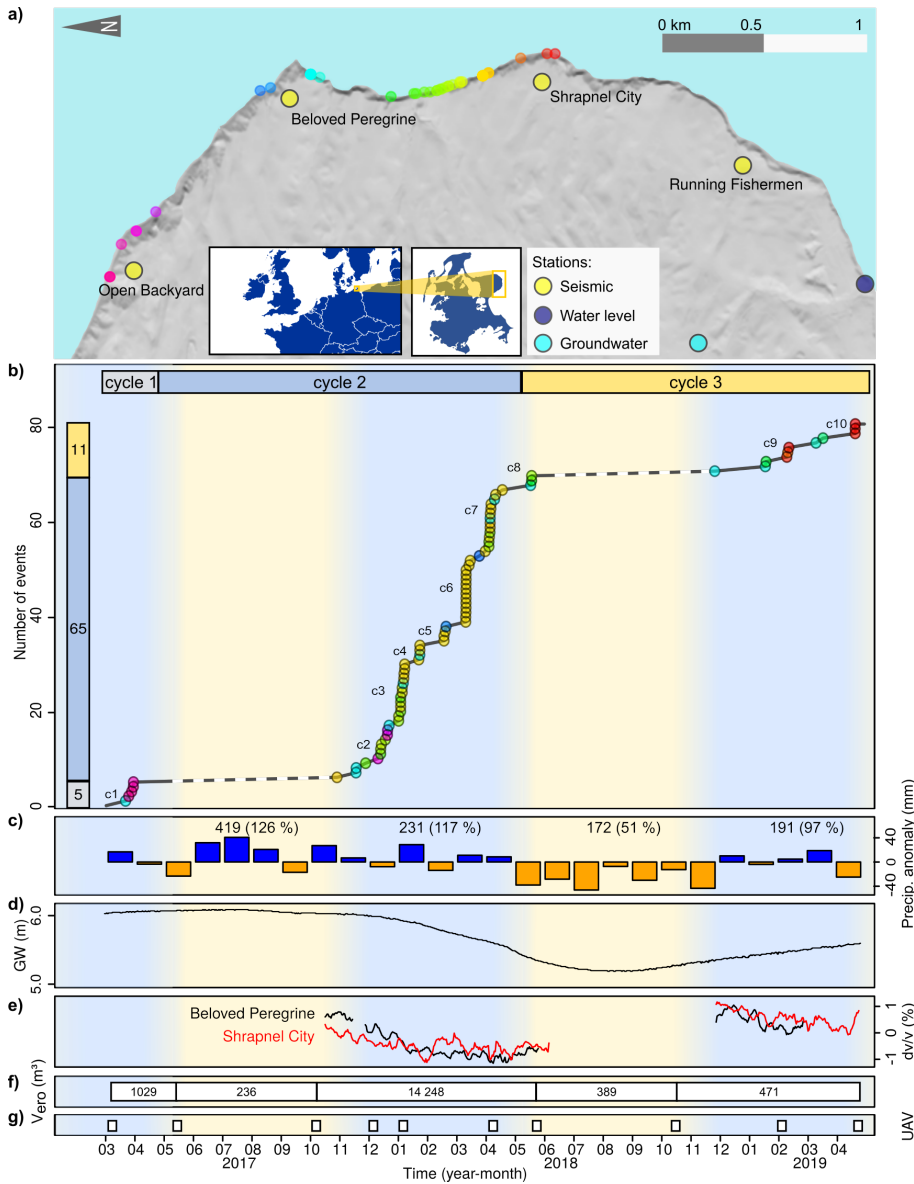 a)
N
0 km 0.5 1
Beloved Peregrine
Shrapnel City
Running Fishermen
Open Backyard
Stations:
Seismic
Water level
Groundwater
b)
cycle 1 cycle 2 cycle 3
Number of events
80
60
40
20
0
11
65
5
c1
c2
c3
c4
c5
c6
c7
c8
c9
c10
c)
419 (126 %) 231 (117 %) 172 (51 %) 191 (97 %)
40
0
−40
Precip. anomaly (mm)
d)
GW (m)
6.0
5.0
e)
Beloved Peregrine
Shrapnel City
1
0
−1
dv/v (%)
f)
Vero (m³)
1029 236 14 248 389 471
g)
UAV
03 04 05 06 07 08 09 10 11 12 01 02 03 04 05 06 07 08 09 10 11 12 01 02 03 04
2017 2018 2019
Time (year-month)